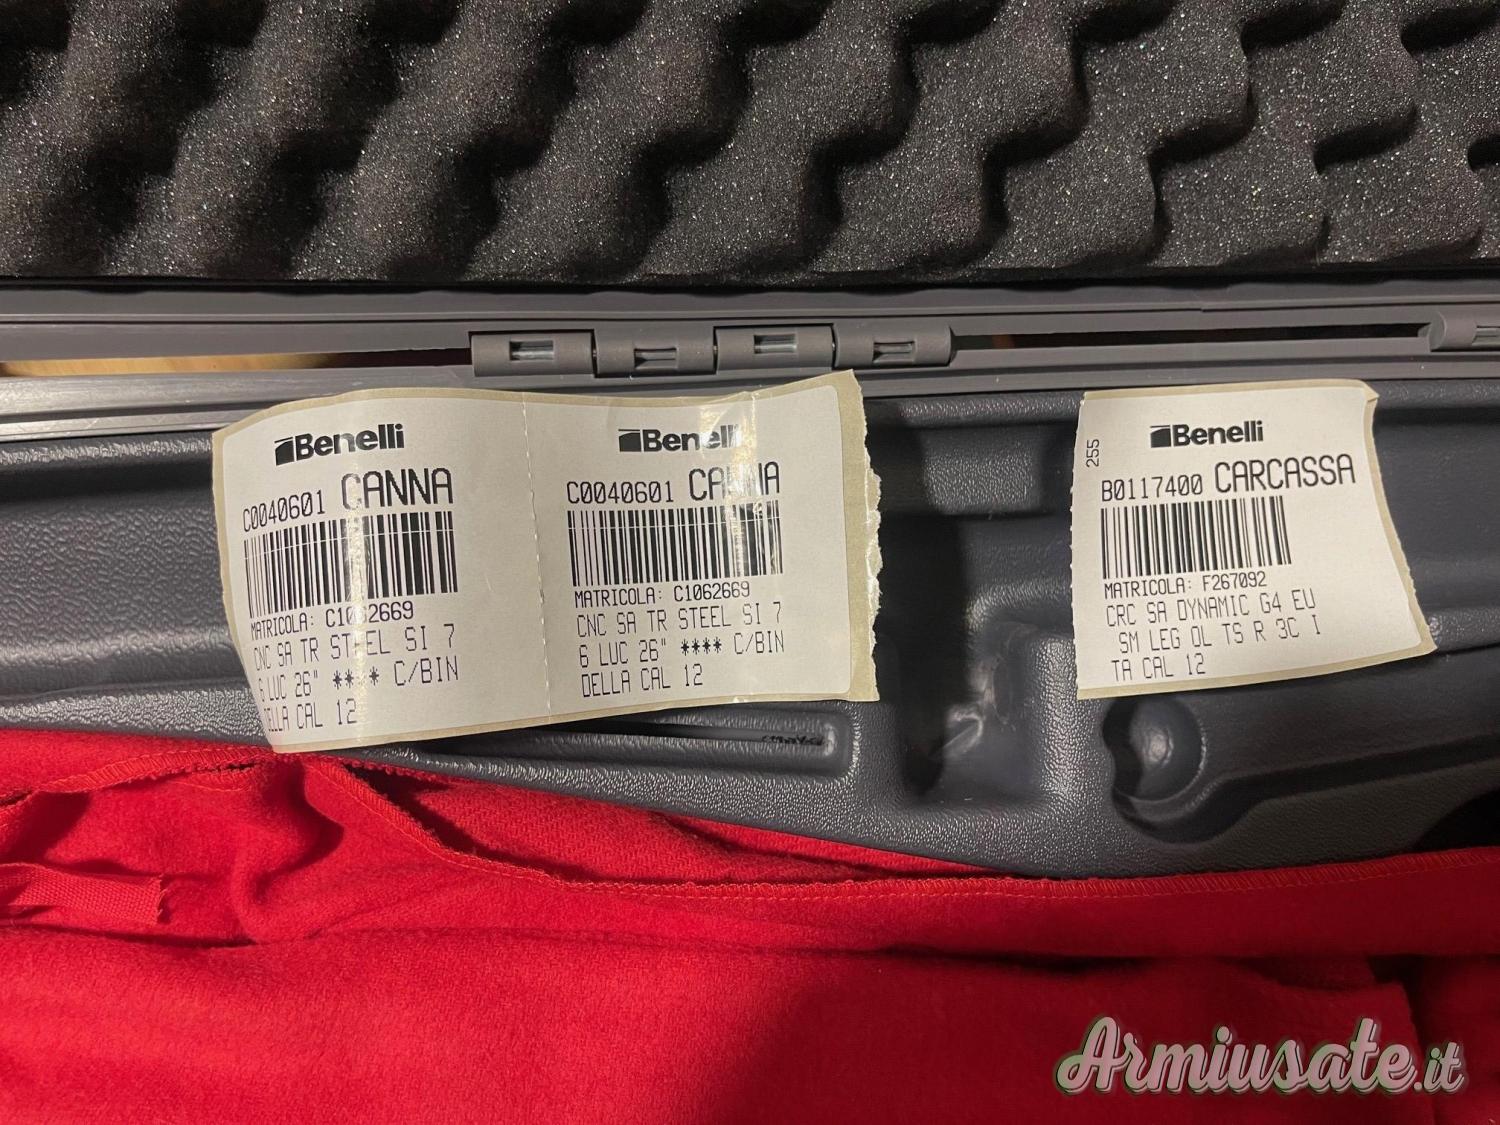 Benelli
C0040601 CANNA
MATRICOLA: C1062669
CNC SA TR STEEL SI 7
6 LUC 26" **** C/BIN
DELLA CAL 12
Benelli
C0040601 CANNA
MATRICOLA: C1062669
CNC SA TR STEEL SI 7
6 LUC 26" **** C/BIN
DELLA CAL 12
255
Benelli
B0117400 CARCASSA
MATRICOLA: F267092
CRC SA DYNAMIC G4 EU
SM LEG OL TS R 3C I
TA CAL 12
Armiusate.it